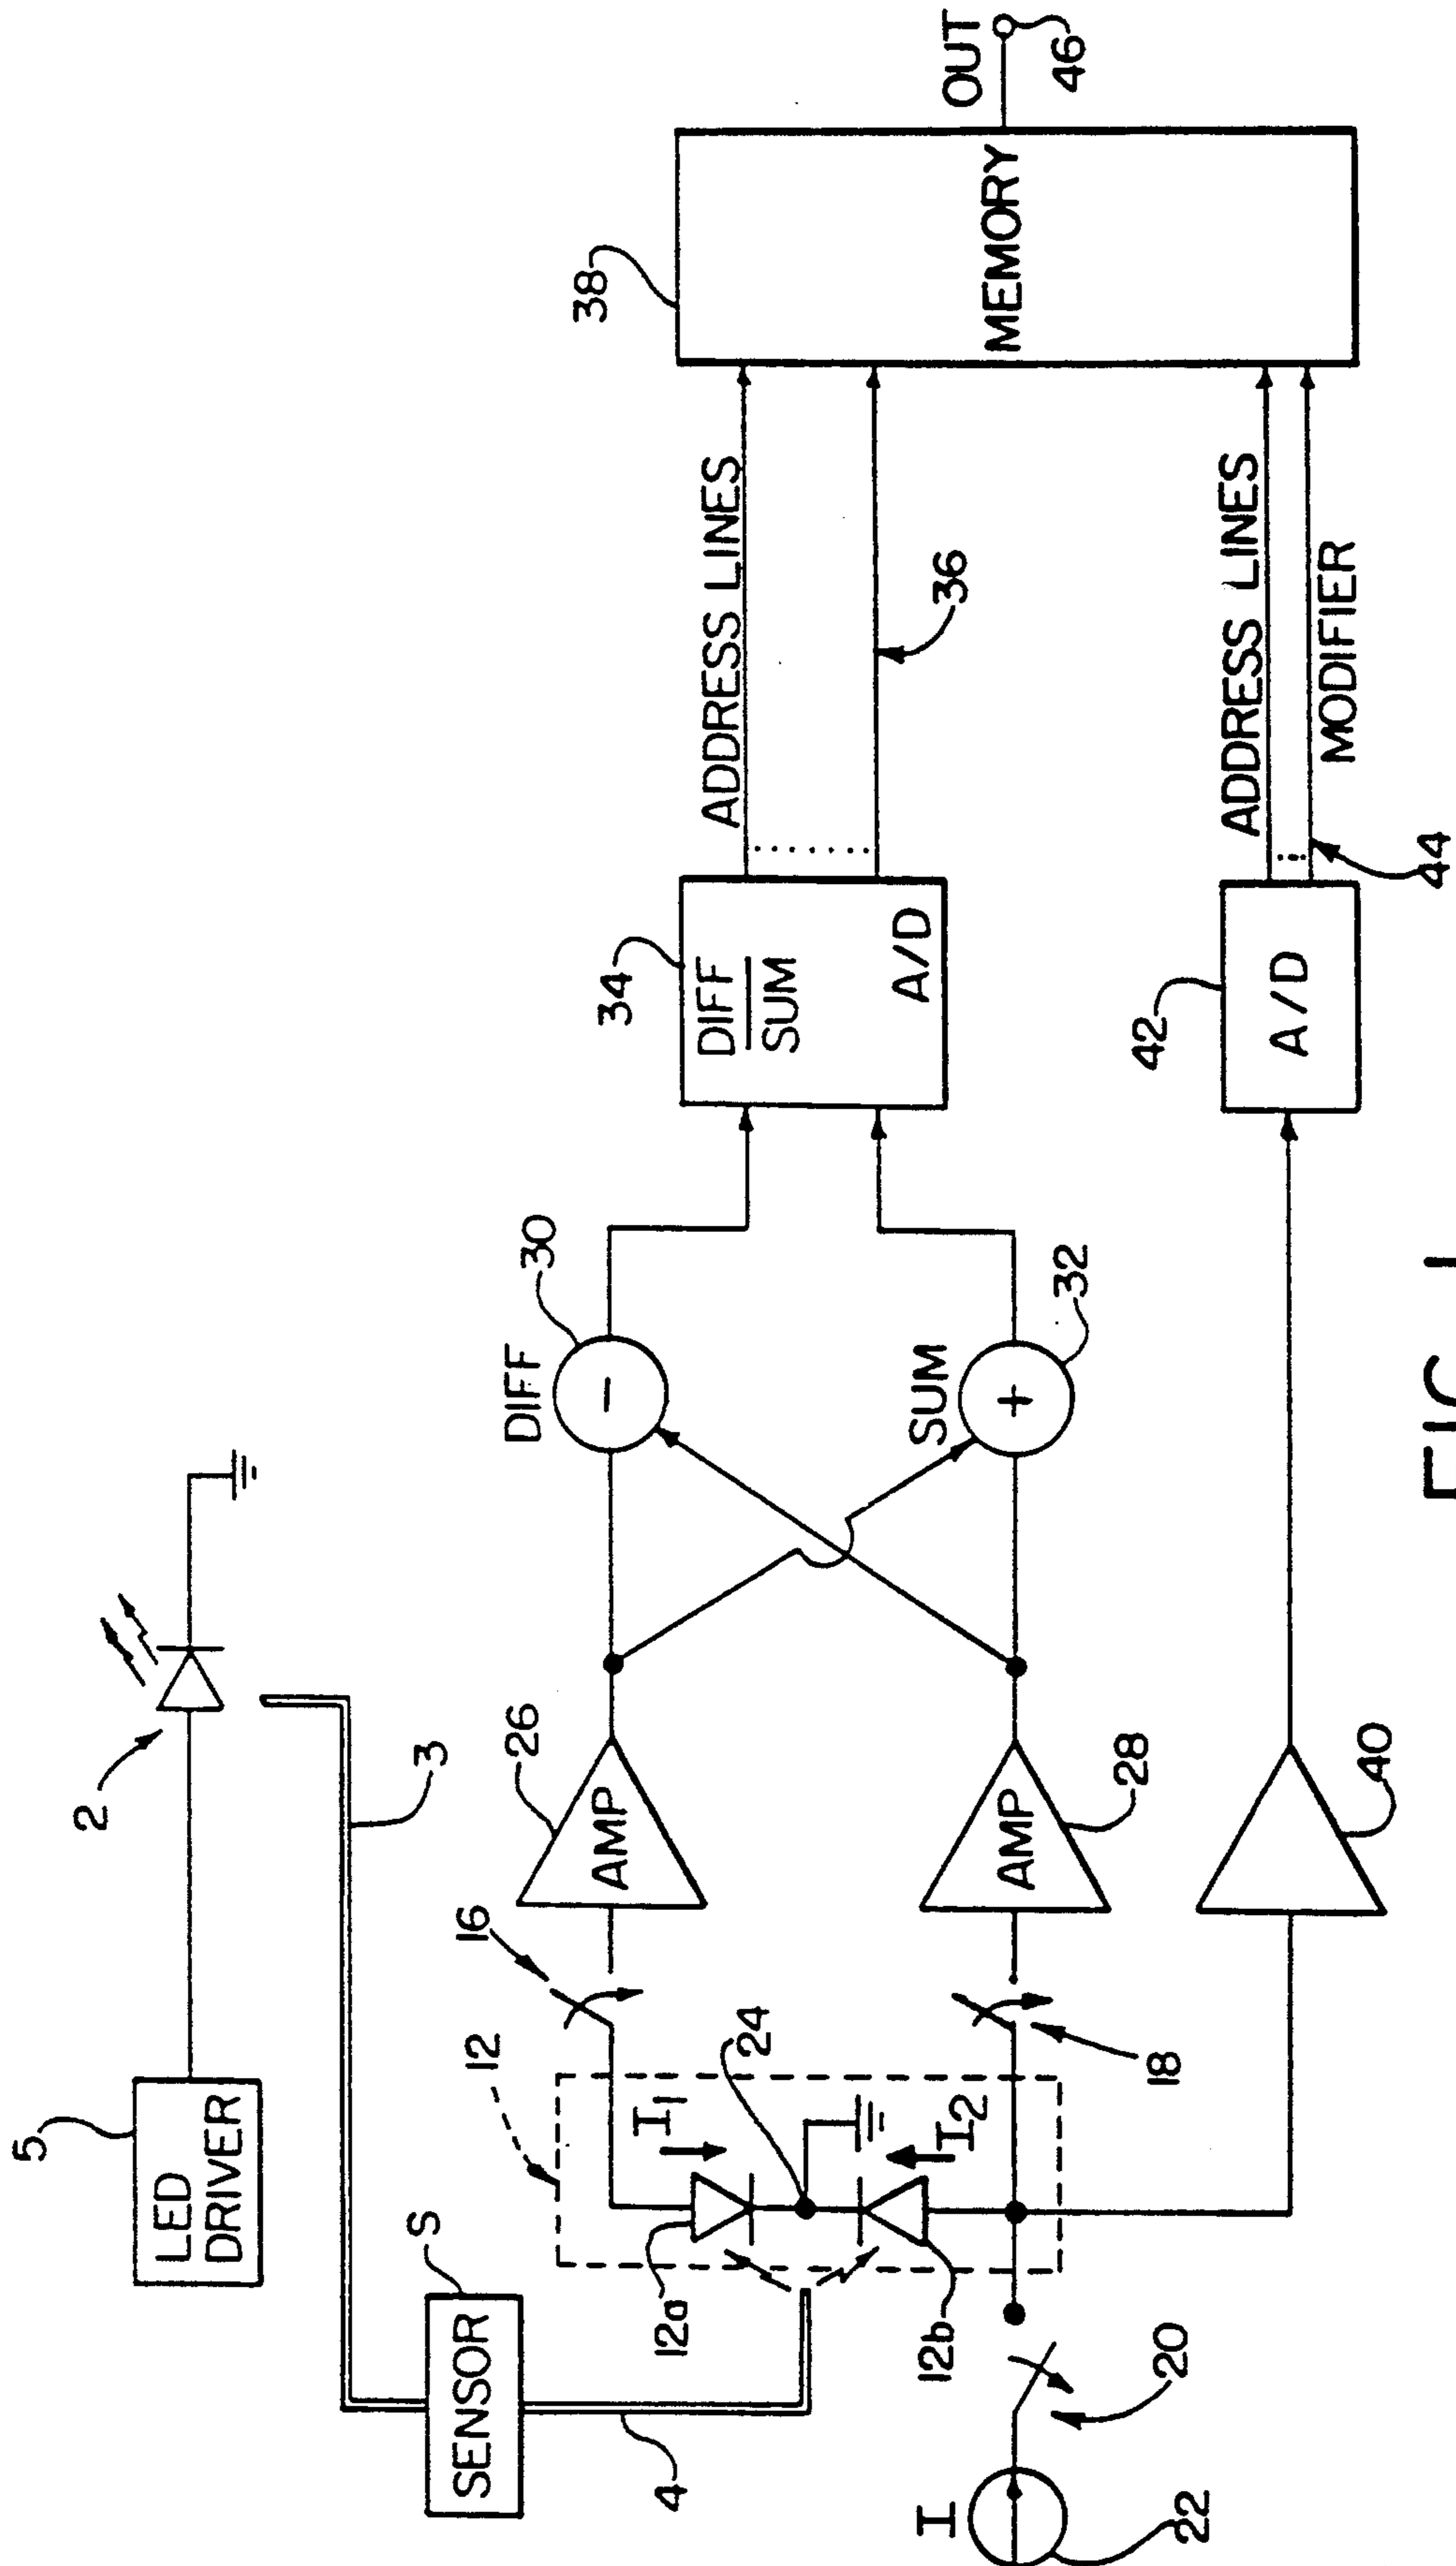 5
LED
DRIVER
2
3
SENSOR
S
4
12
12a
12b
I1
I2
24
16
18
I
22
20
AMP
26
AMP
28
40
DIFF
-
30
SUM
+
32
34
DIFF
SUM
A/D
42
A/D
ADDRESS LINES
36
ADDRESS LINES
MODIFIER
44
38
MEMORY
OUT
46